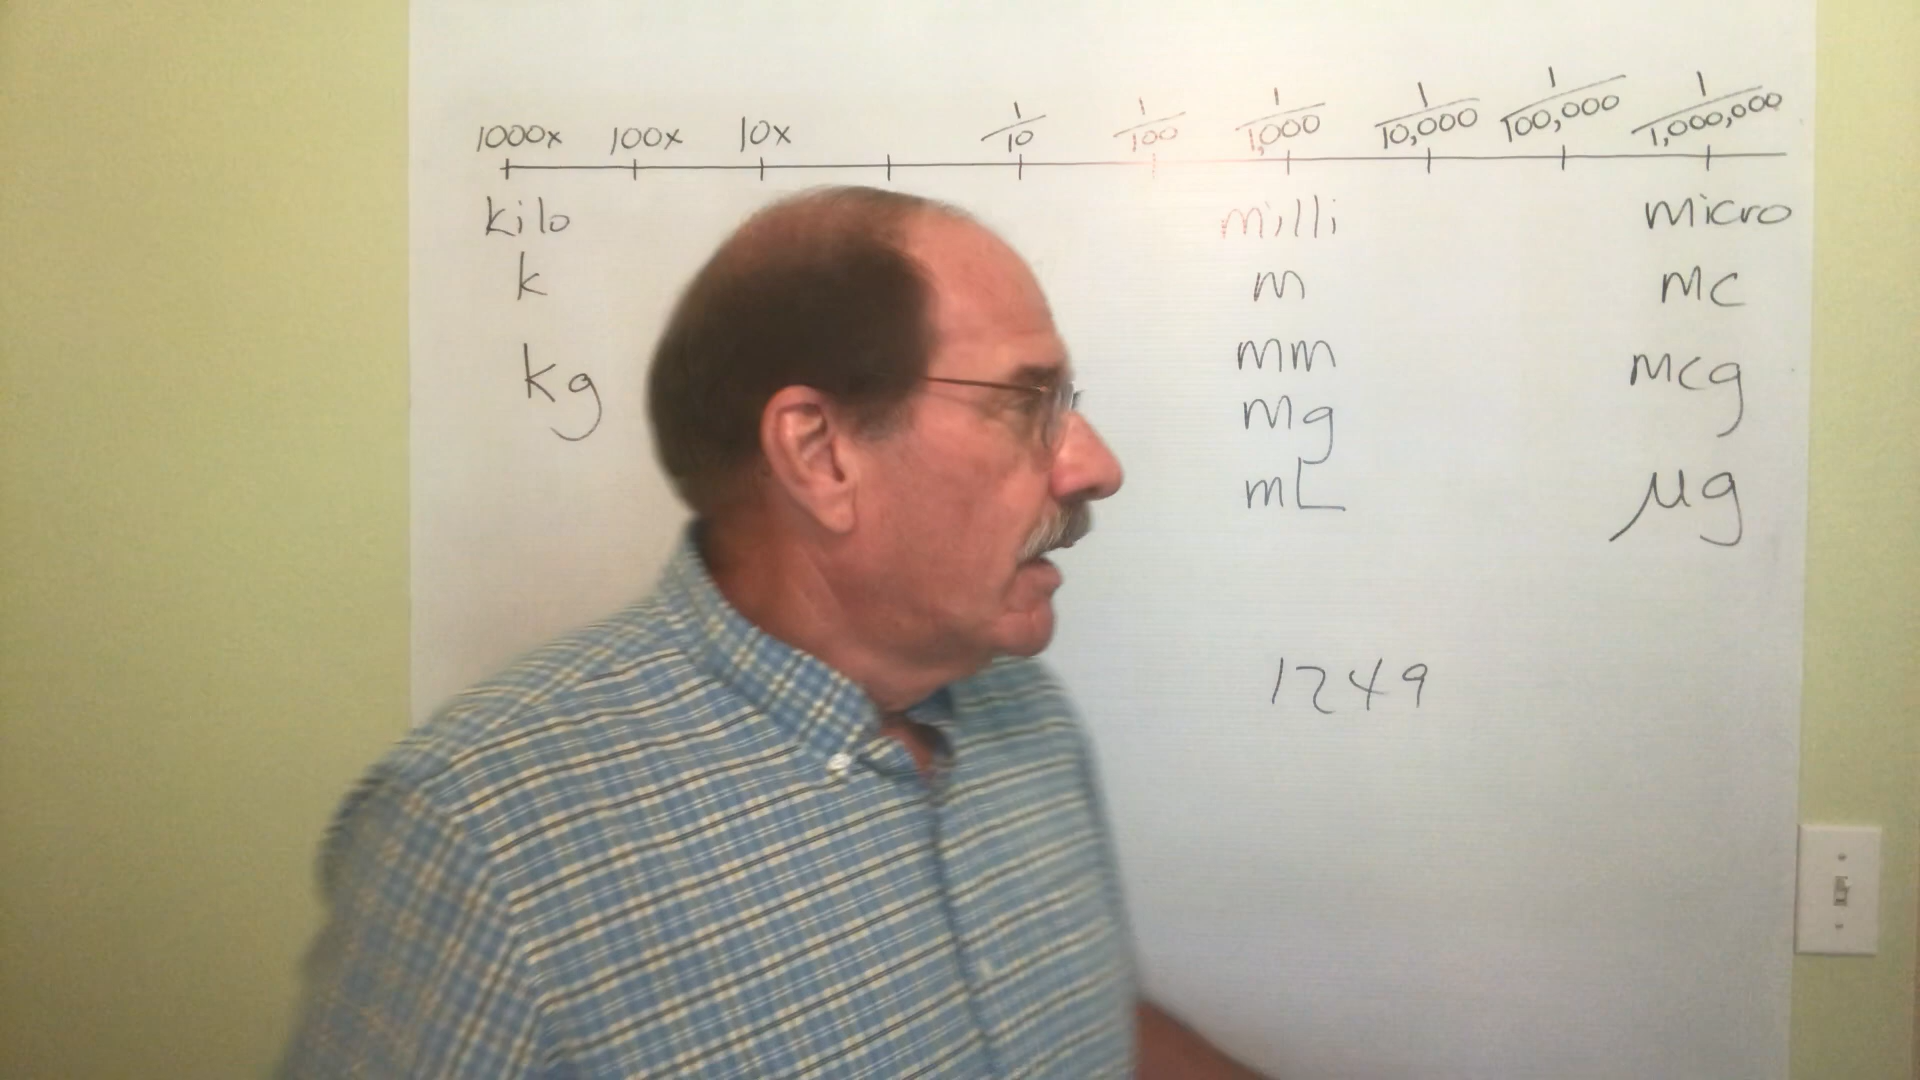 1000x 100x 10x 1/10 1/100 1/1,000 1/10,000 1/100,000 1/1,000,000
kilo milli micro
k m mc
kg mm mcg
mg
mL µg
1249